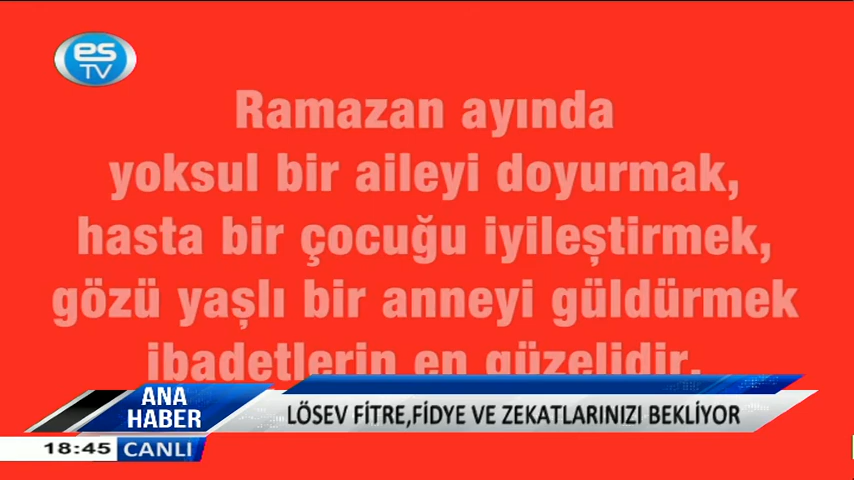 es
TV
Ramazan ayında
yoksul bir aileyi doyurmak,
hasta bir çocuğu iyileştirmek,
gözü yaşlı bir anneyi güldürmek
ibadetlerin en güzelidir.
ANA
HABER
LÖSEV FİTRE,FİDYE VE ZEKATLARINIZI BEKLİYOR
18:45 CANLI